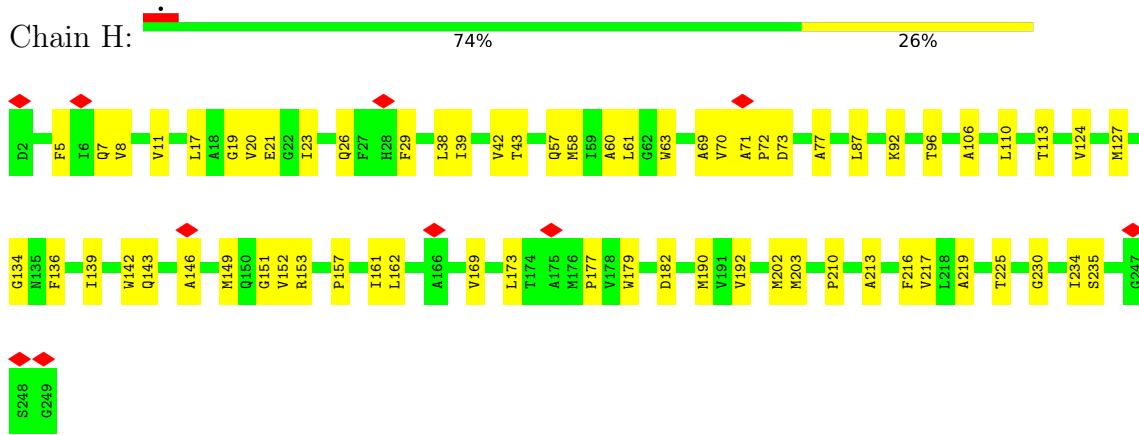 Chain H:
74% 26%
D2 F5 I6 Q7 V8 V11 L17 A18 G19 V20 E21 G22 I23 Q26 F27 H28 F29 L38 I39 V42 T43 Q57 M58 I59 A60 L61 G62 W63 A69 V70 A71 P72 D73 A77 L87 K92 T96 A106 L110 T113 V124 M127
G134 N135 F136 I139 W142 Q143 A146 M149 Q150 G151 V152 R153 P157 I161 L162 A166 V169 L173 T174 A175 M176 P177 V178 W179 D182 M190 V191 V192 M202 M203 P210 A213 F216 V217 L218 A219 T225 G230 I234 S235 G247
S248 G249